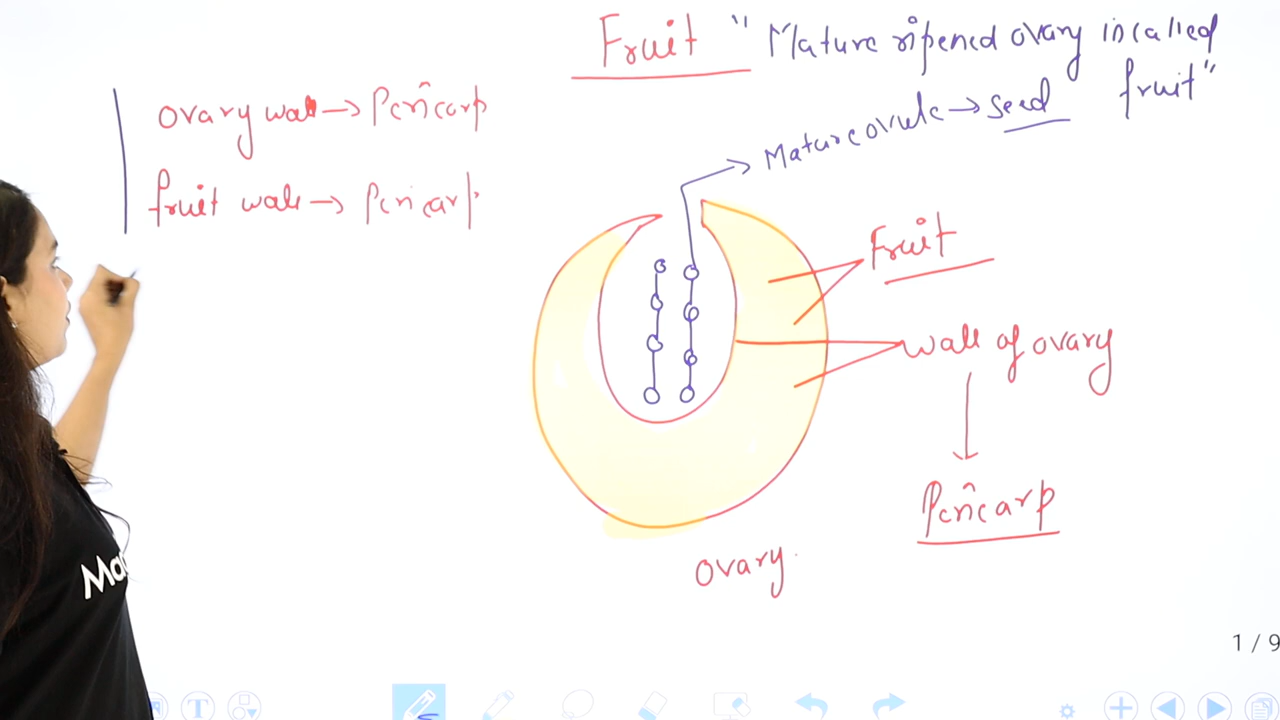 Fruit "Mature ripened ovary is called
fruit"
Mature ovule → seed
ovary wall → Pericarp
fruit wall → Pericarp
Fruit
wall of ovary
Pericarp
ovary
1 / 9
T